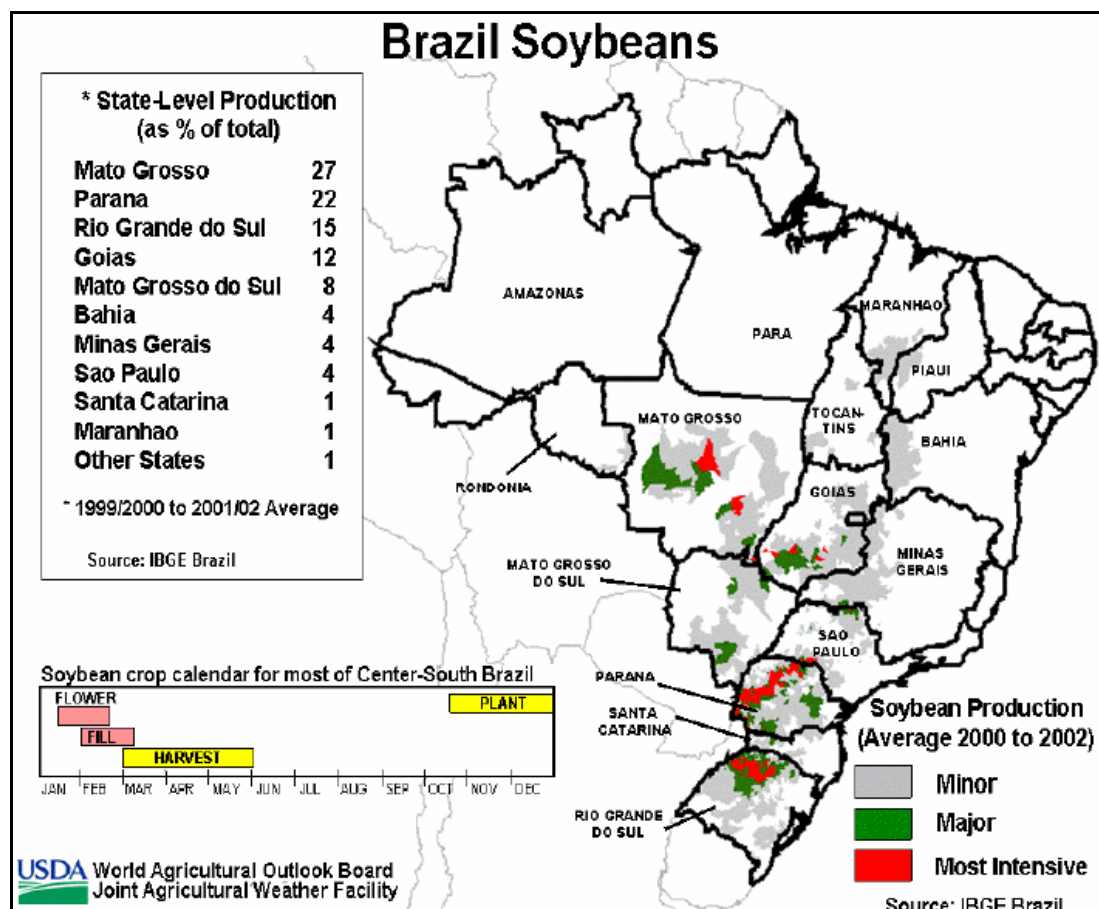 Brazil Soybeans
* State-Level Production
(as % of total)
Mato Grosso 27
Parana 22
Rio Grande do Sul 15
Goias 12
Mato Grosso do Sul 8
Bahia 4
Minas Gerais 4
Sao Paulo 4
Santa Catarina 1
Maranhao 1
Other States 1
* 1999/2000 to 2001/02 Average
Source: IBGE Brazil
AMAZONAS
PARA
MARANHAO
PIAUI
TOCAN-
TINS
BAHIA
MATO GROSSO
RONDONIA
GOIAS
MINAS
GERAIS
MATO GROSSO
DO SUL
SAO
PAULO
PARANA
SANTA
CATARINA
RIO GRANDE
DO SUL
Soybean crop calendar for most of Center-South Brazil
FLOWER
PLANT
FILL
HARVEST
JAN FEB MAR APR MAY JUN JUL AUG SEP OCT NOV DEC
Soybean Production
(Average 2000 to 2002)
Minor
Major
Most Intensive
Source: IBGE Brazil
USDA World Agricultural Outlook Board
Joint Agricultural Weather Facility